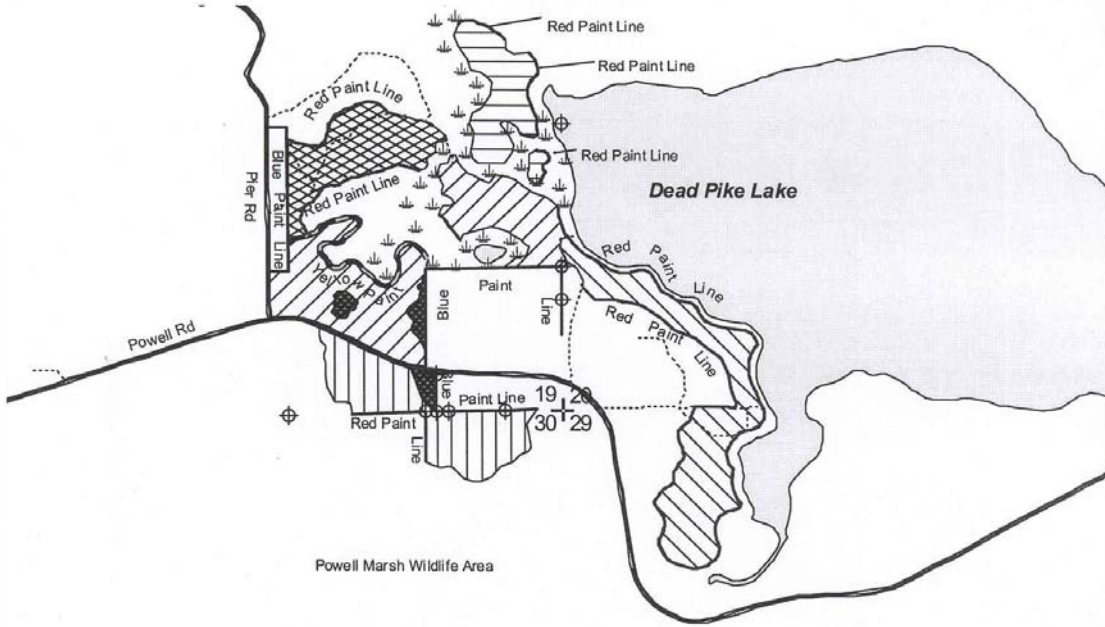 Red Paint Line
Red Paint Line
Red Paint Line
Red Paint Line
Dead Pike Lake
Blue Paint Line
Pier Rd
Red Paint Line
Red Paint Line
Yellow Paint
Blue
Paint
Line
Red Paint Line
Powell Rd
Blue
Paint Line
19 20
30 29
Red Paint
Line
Powell Marsh Wildlife Area